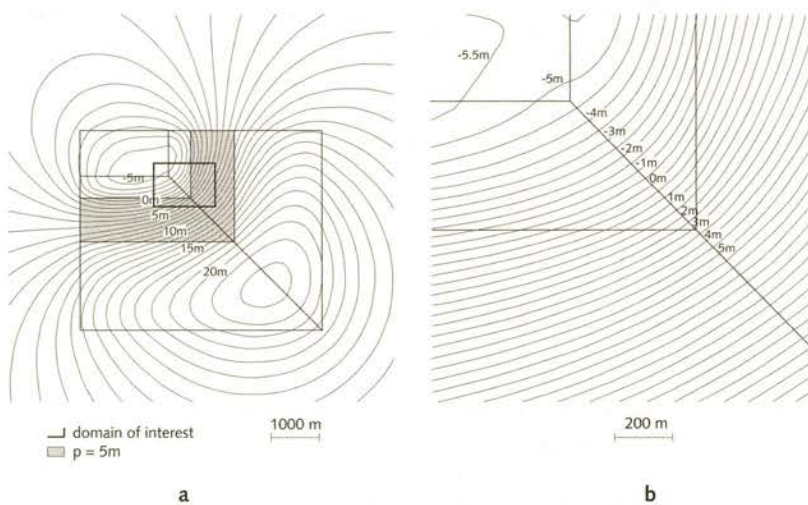 -5m
0m
5m
10m
15m
20m
domain of interest
p = 5m
1000 m
a
-5.5m
-5m
-4m
-3m
-2m
-1m
0m
1m
2m
3m
4m
5m
200 m
b